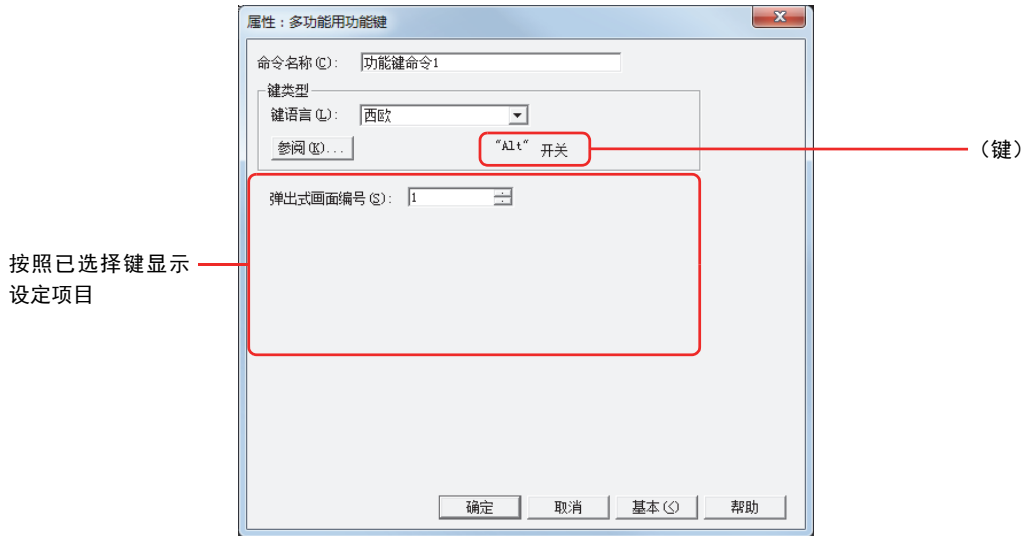 属性：多功能用功能键
命令名称(C)： 功能键命令1
键类型
键语言(L)： 西欧
参阅(K)... "Alt" 开关
（键）
弹出式画面编号(S)： 1
按照已选择键显示
设定项目
确定 取消 基本(<) 帮助